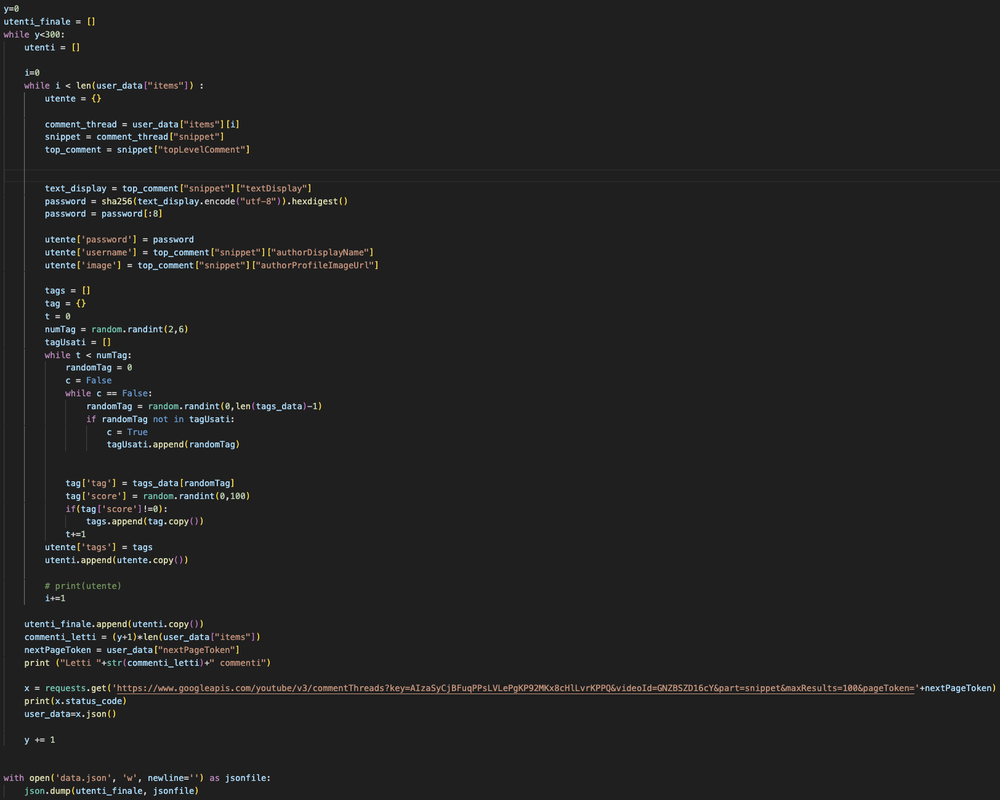 y=0
utenti_finale = []
while y<300:
    utenti = []
    i=0
    while i < len(user_data["items"]) :
        utente = {}
        comment_thread = user_data["items"][i]
        snippet = comment_thread["snippet"]
        top_comment = snippet["topLevelComment"]
        text_display = top_comment["snippet"]["textDisplay"]
        password = sha256(text_display.encode("utf-8")).hexdigest()
        password = password[:8]
        utente['password'] = password
        utente['username'] = top_comment["snippet"]["authorDisplayName"]
        utente['image'] = top_comment["snippet"]["authorProfileImageUrl"]
        tags = []
        tag = {}
        t = 0
        numTag = random.randint(2,6)
        tagUsati = []
        while t < numTag:
            randomTag = 0
            c = False
            while c == False:
                randomTag = random.randint(0,len(tags_data)-1)
                if randomTag not in tagUsati:
                    c = True
                    tagUsati.append(randomTag)
            tag['tag'] = tags_data[randomTag]
            tag['score'] = random.randint(0,100)
            if(tag['score']!=0):
                tags.append(tag.copy())
            t+=1
        utente['tags'] = tags
        utenti.append(utente.copy())
        # print(utente)
        i+=1
    utenti_finale.append(utenti.copy())
    commenti_letti = (y+1)*len(user_data["items"])
    nextPageToken = user_data["nextPageToken"]
    print ("Letti "+str(commenti_letti)+" commenti")
    x = requests.get('https://www.googleapis.com/youtube/v3/commentThreads?key=AIzaSyCjBFuqPPsLVLePgKP92MKx8cHlLvrKPPQ&videoId=GNZBSZD16cY&part=snippet&maxResults=100&pageToken='+nextPageToken)
    print(x.status_code)
    user_data=x.json()
    y += 1
with open('data.json', 'w', newline='') as jsonfile:
    json.dump(utenti_finale, jsonfile)